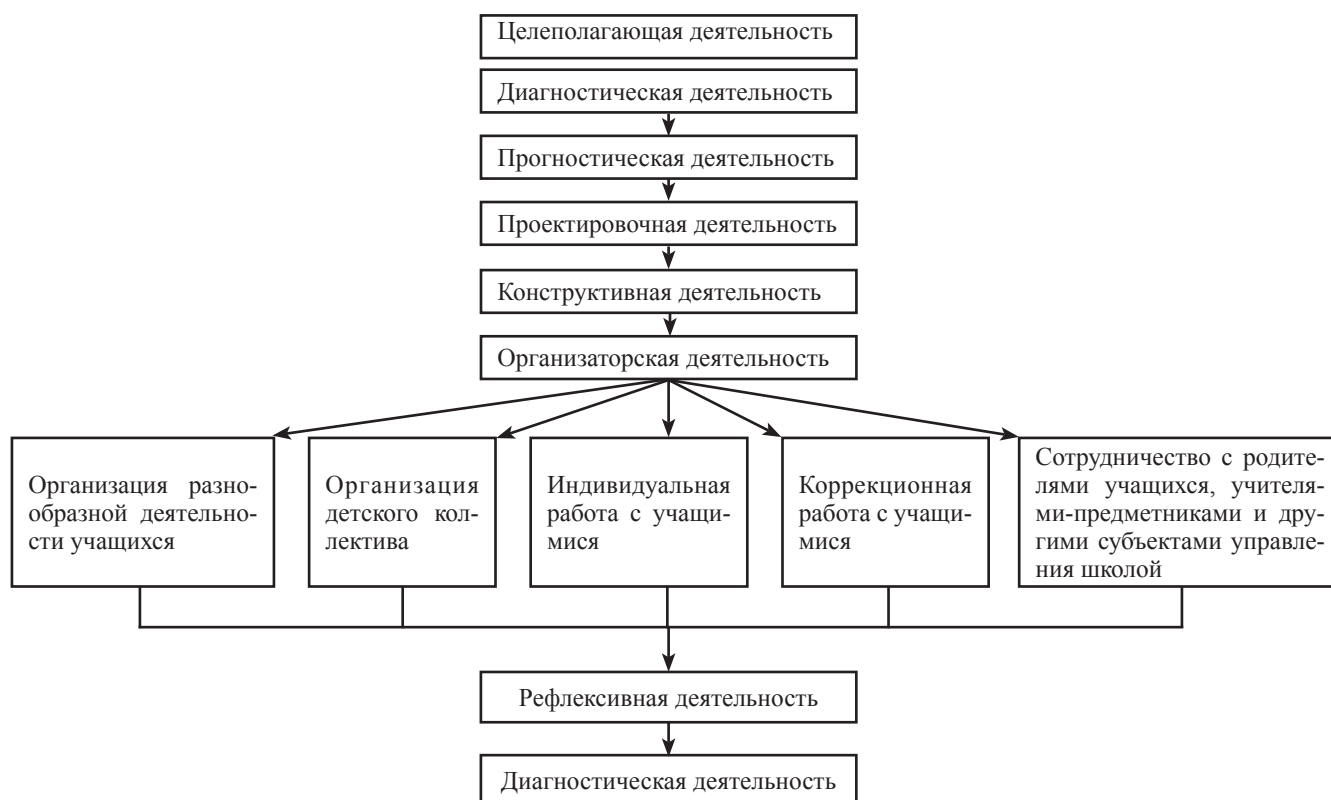 Целеполагающая деятельность
Диагностическая деятельность
Прогностическая деятельность
Проектировочная деятельность
Конструктивная деятельность
Организаторская деятельность
Организация разно-
образной деятельно-
сти учащихся
Организация
детского кол-
лектива
Индивидуальная
работа с учащи-
мися
Коррекционная
работа с учащи-
мися
Сотрудничество с родите-
лями учащихся, учителя-
ми-предметниками и дру-
гими субъектами управле-
ния школой
Рефлексивная деятельность
Диагностическая деятельность